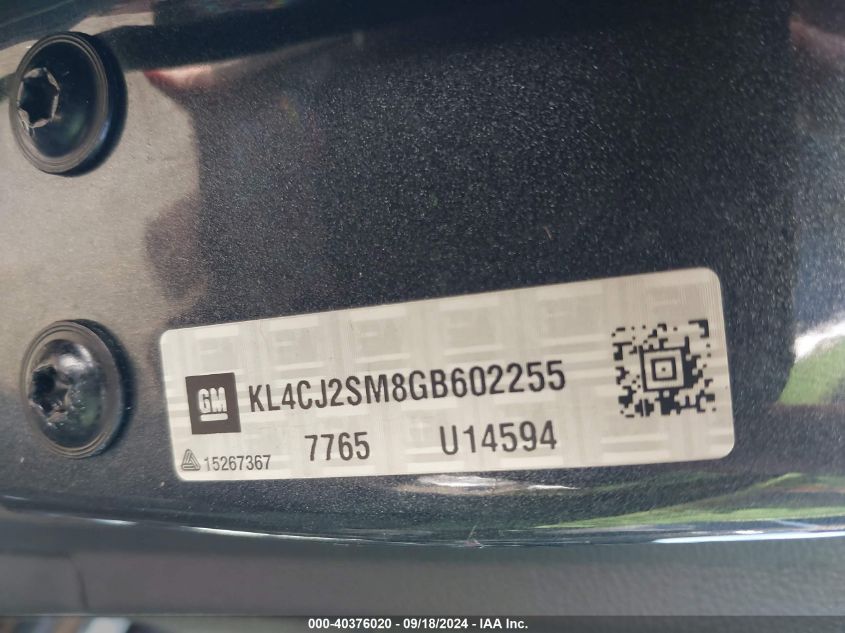 GM KL4CJ2SM8GB602255
15267367 7765 U14594
000-40376020 - 09/18/2024 - IAA Inc.